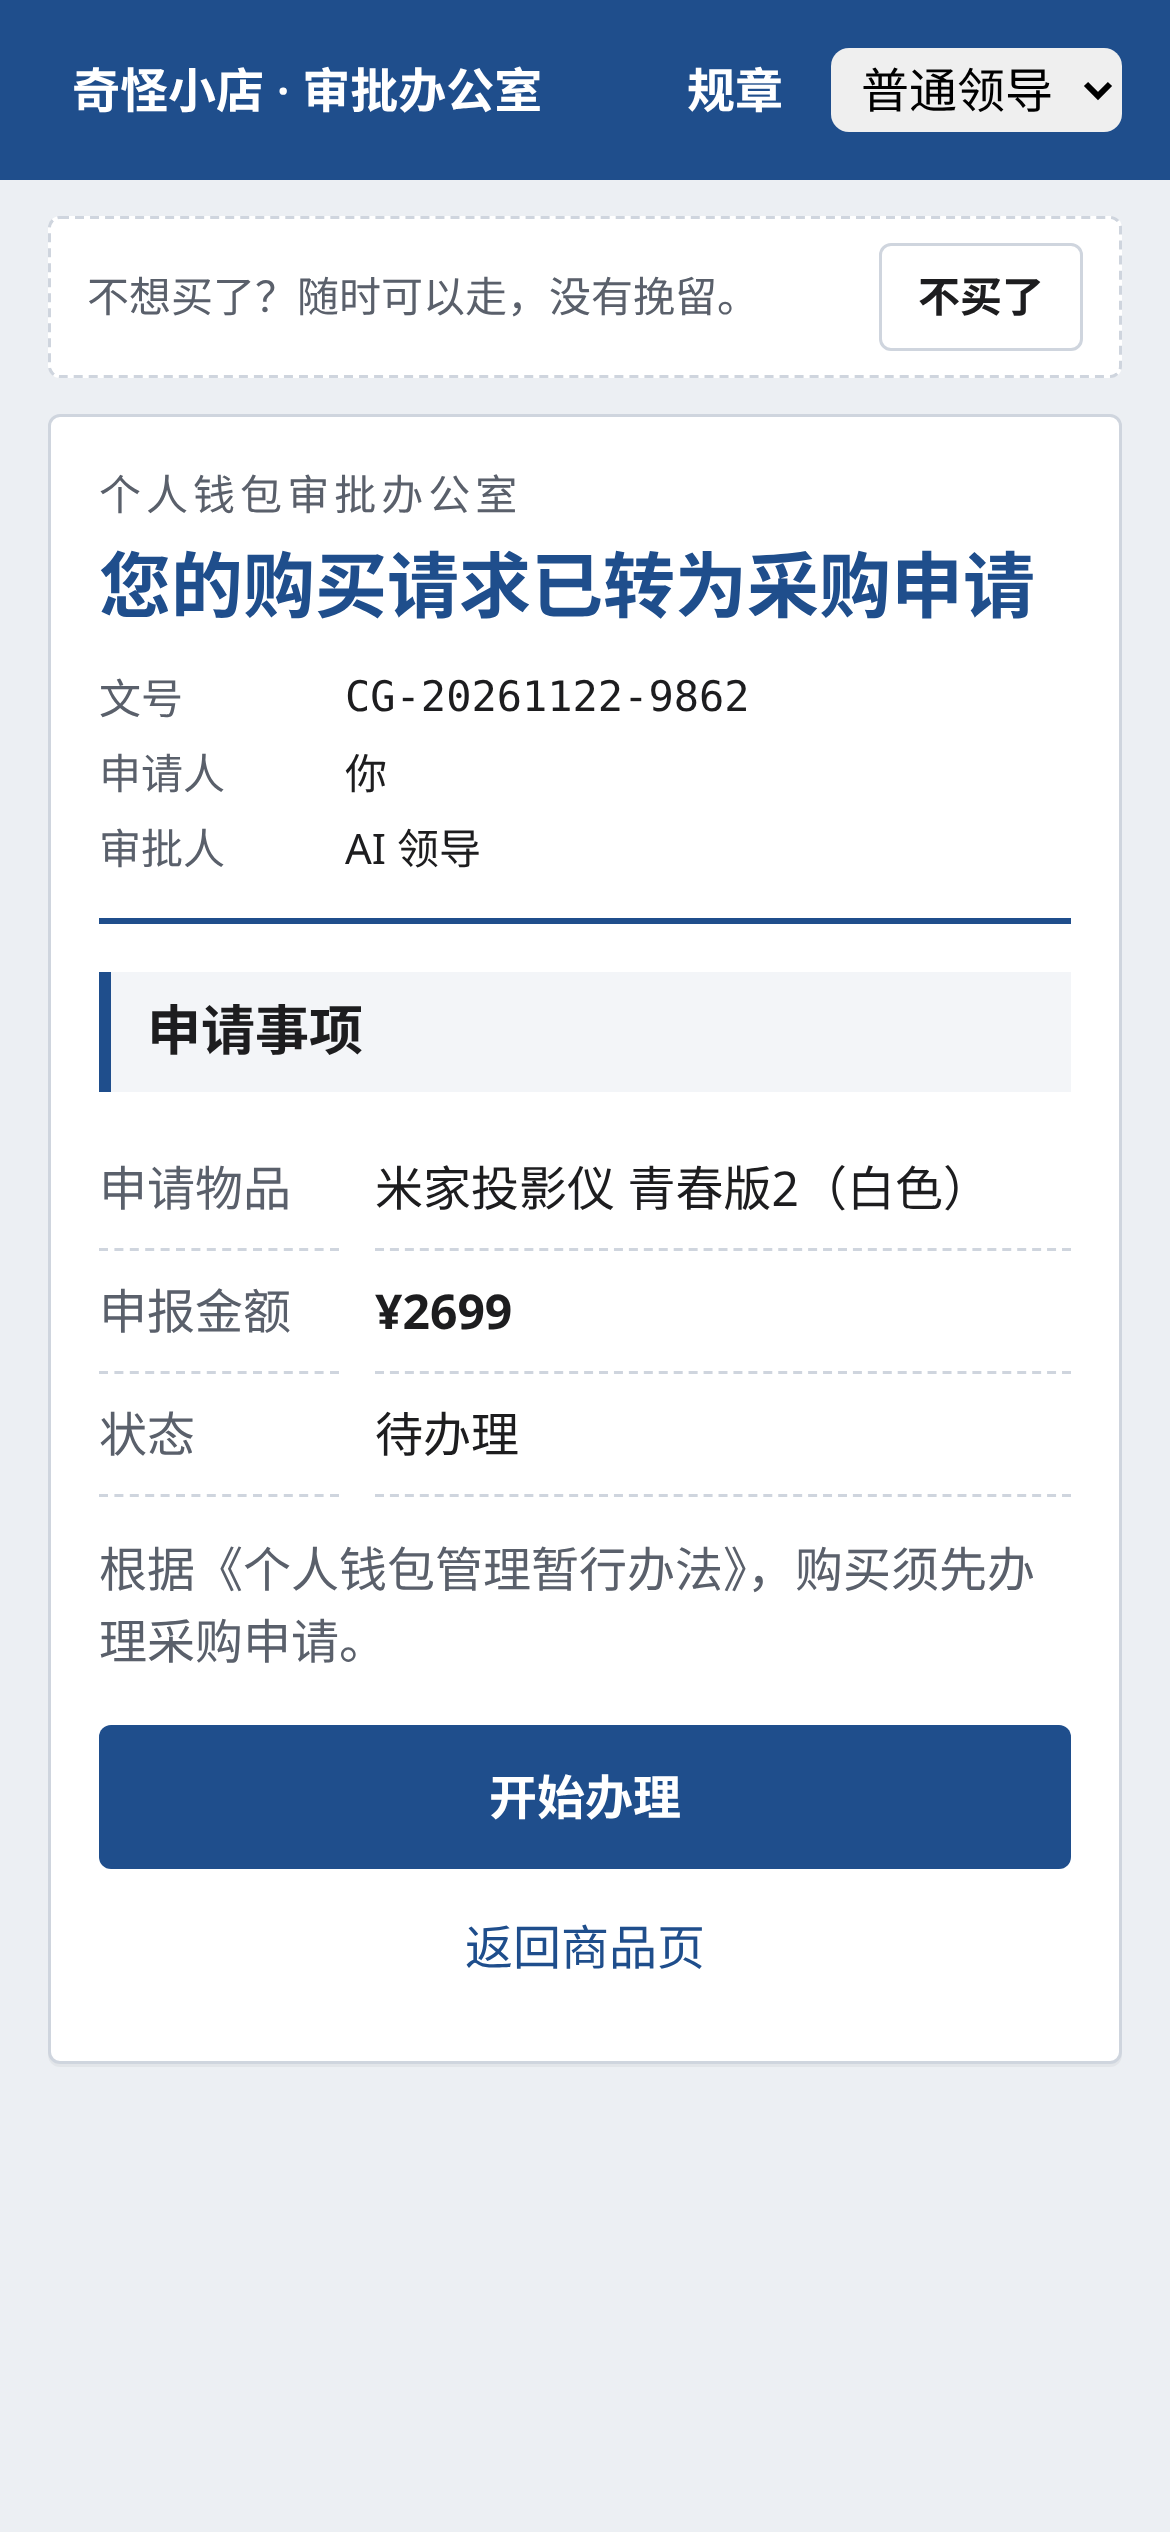 奇怪小店 · 审批办公室 规章 普通领导
不想买了？随时可以走，没有挽留。 不买了
个人钱包审批办公室
您的购买请求已转为采购申请
文号 CG-20261122-9862
申请人 你
审批人 AI 领导
申请事项
申请物品 米家投影仪 青春版2（白色）
申报金额 ¥2699
状态 待办理
根据《个人钱包管理暂行办法》，购买须先办
理采购申请。
开始办理
返回商品页